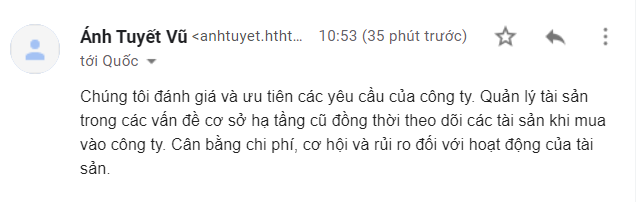 Ánh Tuyết Vũ <anhtuyet.htht... 10:53 (35 phút trước)
tới Quốc
Chúng tôi đánh giá và ưu tiên các yêu cầu của công ty. Quản lý tài sản
trong các vấn đề cơ sở hạ tầng cũ đồng thời theo dõi các tài sản khi mua
vào công ty. Cân bằng chi phí, cơ hội và rủi ro đối với hoạt động của tài
sản.